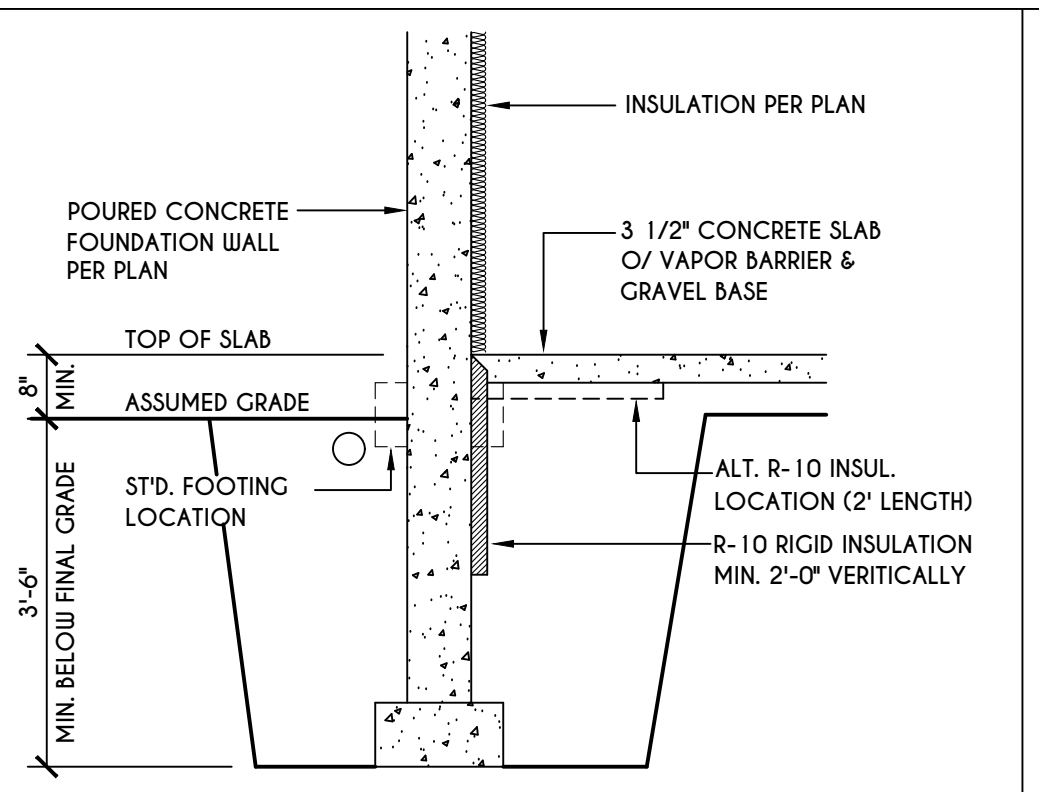 INSULATION PER PLAN
POURED CONCRETE
FOUNDATION WALL
PER PLAN
3 1/2" CONCRETE SLAB
O/ VAPOR BARRIER &
GRAVEL BASE
TOP OF SLAB
8"
MIN.
ASSUMED GRADE
ST'D. FOOTING
LOCATION
ALT. R-10 INSUL.
LOCATION (2' LENGTH)
R-10 RIGID INSULATION
MIN. 2'-0" VERITICALLY
3'-6"
MIN. BELOW FINAL GRADE